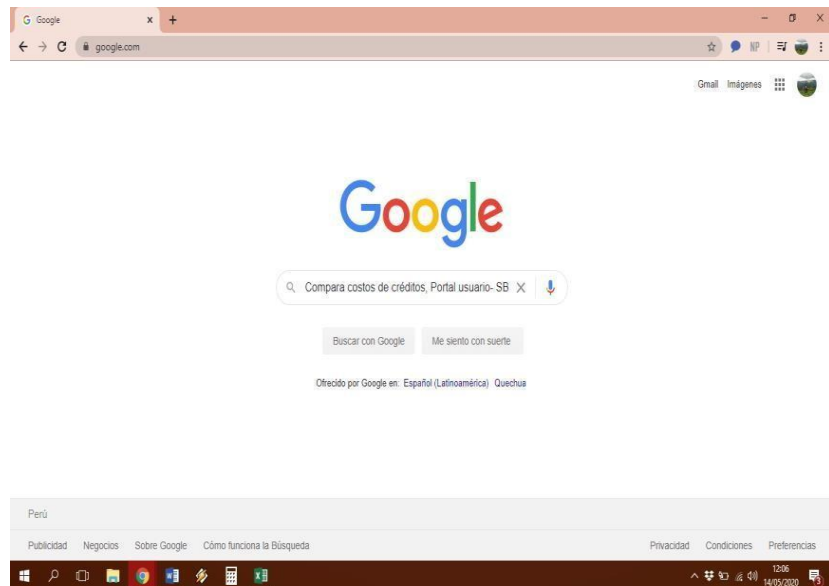 Google
google.com
NP
Gmail Imágenes
Google
Compara costos de créditos, Portal usuario- SB
Buscar con Google Me siento con suerte
Ofrecido por Google en: Español (Latinoamérica) Quechua
Perú
Publicidad Negocios Sobre Google Cómo funciona la Búsqueda Privacidad Condiciones Preferencias
12:06
14/05/2020